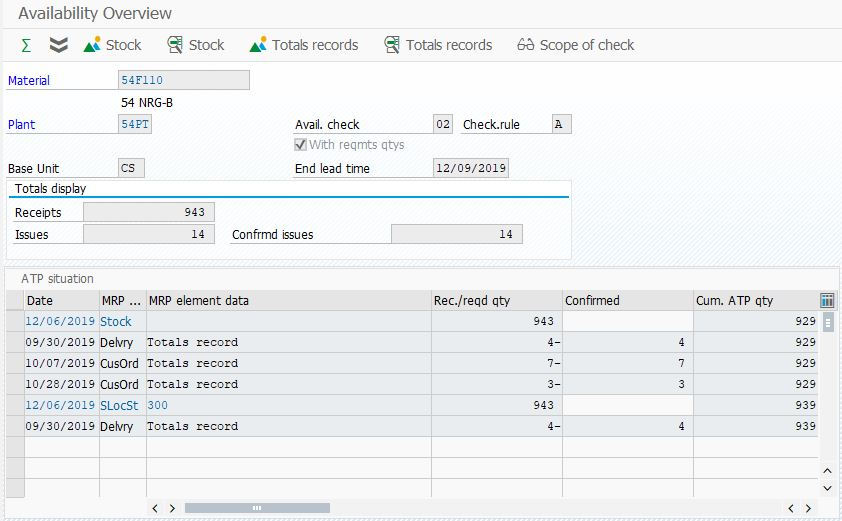 Availability Overview
Σ Stock Stock Totals records Totals records Scope of check
Material 54F110
54 NRG-B
Plant 54PT Avail. check 02 Check.rule A
With reqmts qtys
Base Unit CS End lead time 12/09/2019
Totals display
Receipts 943
Issues 14 Confrmd issues 14
ATP situation
Date MRP ... MRP element data Rec./reqd qty Confirmed Cum. ATP qty
12/06/2019 Stock 943 929
09/30/2019 Delvry Totals record 4- 4 929
10/07/2019 CusOrd Totals record 7- 7 929
10/28/2019 CusOrd Totals record 3- 3 929
12/06/2019 SLocSt 300 943 939
09/30/2019 Delvry Totals record 4- 4 939